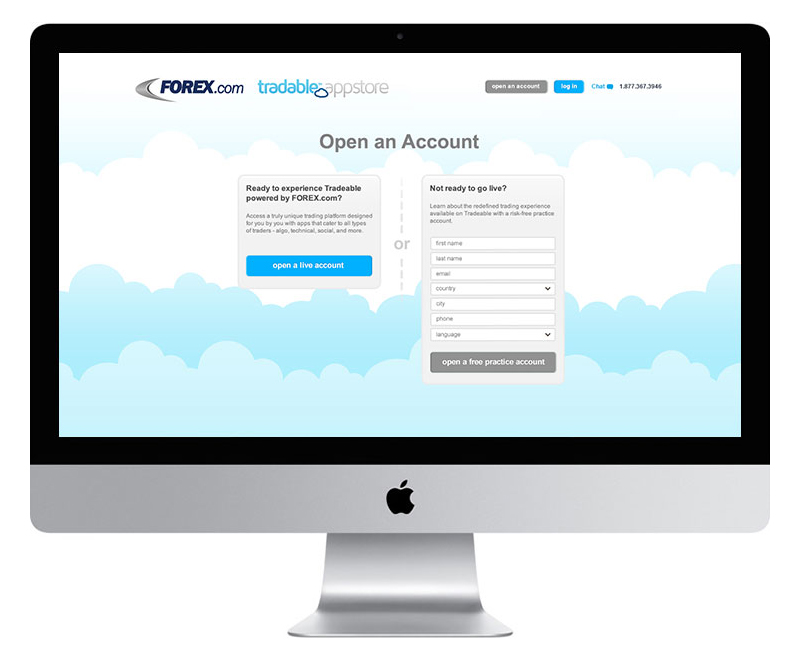 FOREX.com tradable appstore
open an account log in Chat 1.877.367.3946
Open an Account
Ready to experience Tradeable
powered by FOREX.com?
Access a truly unique trading platform designed
for you by you with apps that cater to all types
of traders - algo, technical, social, and more.
open a live account
or
Not ready to go live?
Learn about the redefined trading experience
available on Tradeable with a risk-free practice
account.
first name
last name
email
country
city
phone
language
open a free practice account